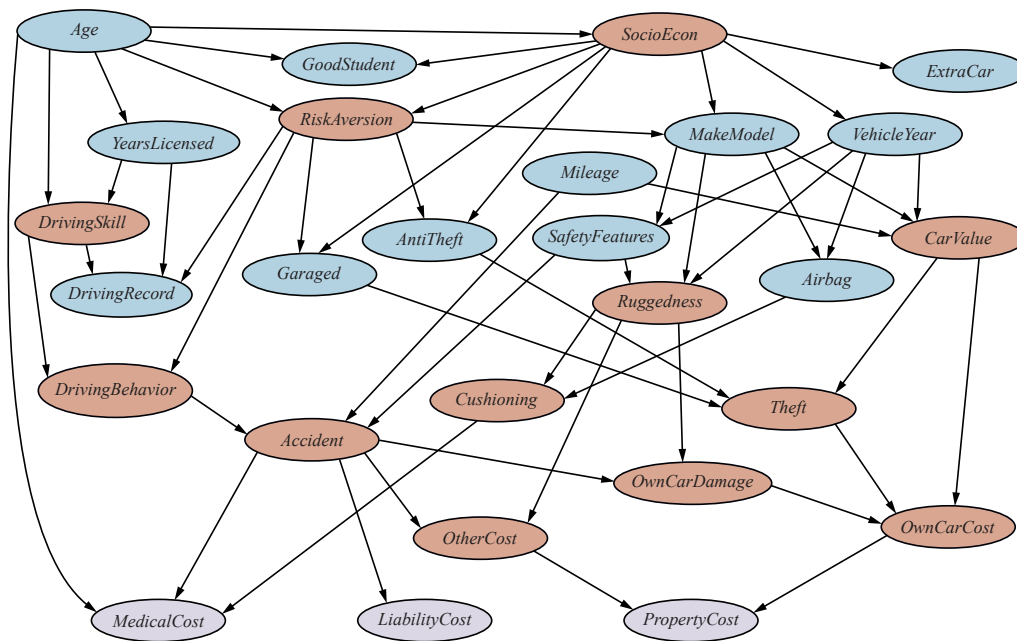 Age
SocioEcon
GoodStudent
ExtraCar
RiskAversion
YearsLicensed
MakeModel
VehicleYear
Mileage
DrivingSkill
AntiTheft
SafetyFeatures
CarValue
Garaged
Airbag
DrivingRecord
Ruggedness
DrivingBehavior
Cushioning
Theft
Accident
OwnCarDamage
OwnCarCost
OtherCost
MedicalCost
LiabilityCost
PropertyCost